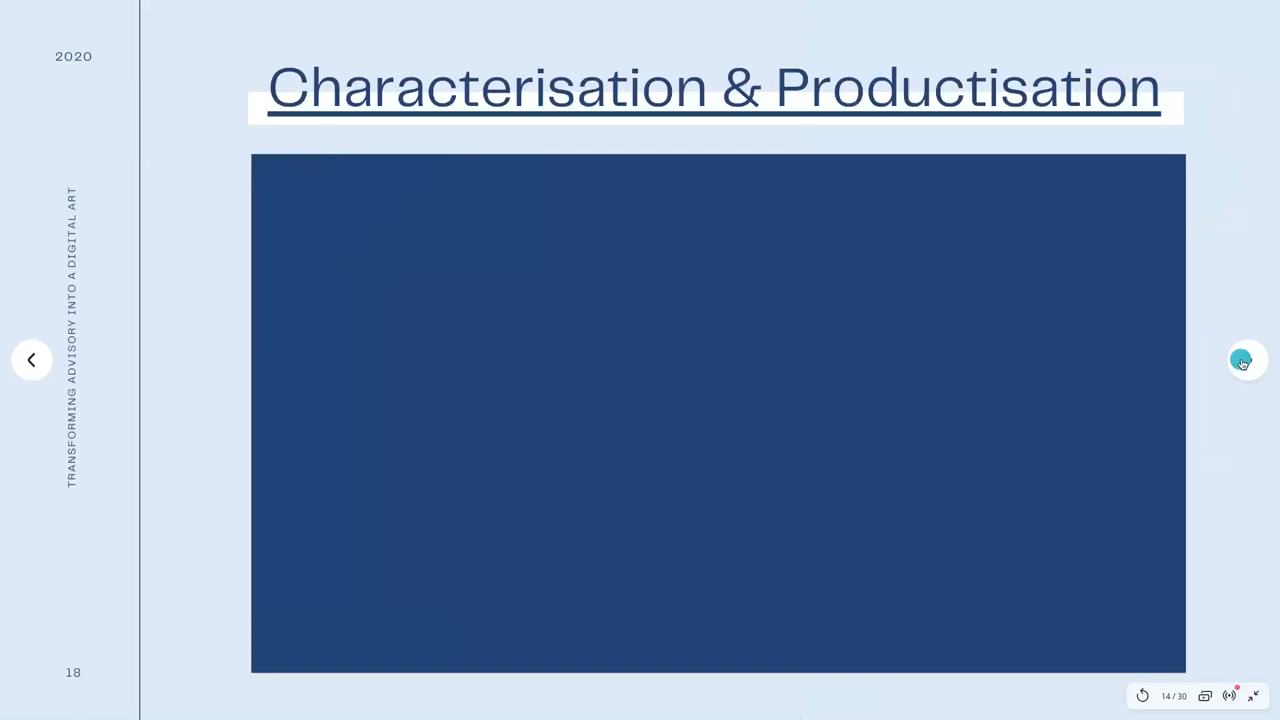 2020
Characterisation & Productisation
TRANSFORMING ADVISORY INTO A DIGITAL ART
18
14 / 30